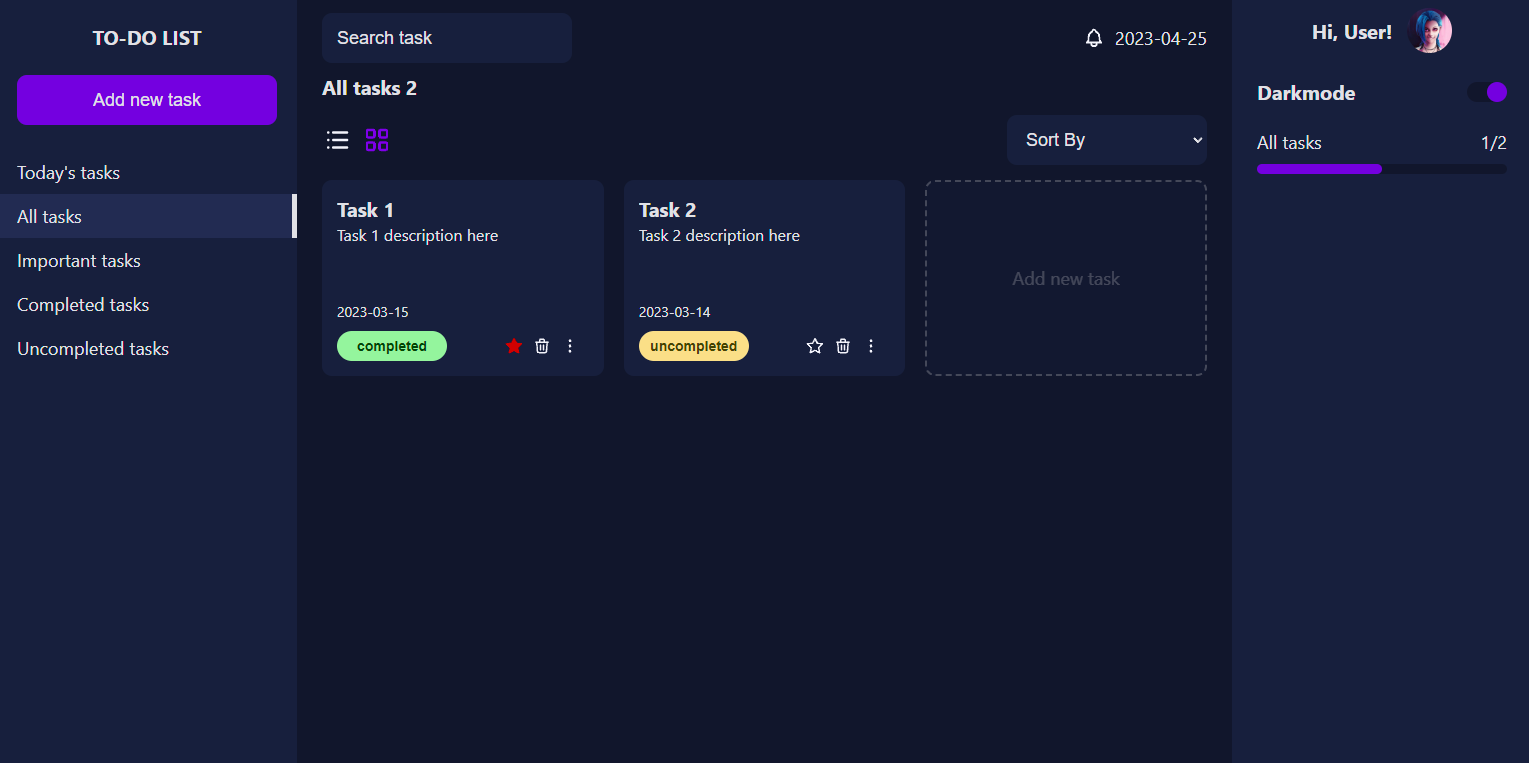 TO-DO LIST
Add new task
Today's tasks
All tasks
Important tasks
Completed tasks
Uncompleted tasks
Search task
2023-04-25
All tasks 2
Sort By
Task 1
Task 1 description here
2023-03-15
completed
Task 2
Task 2 description here
2023-03-14
uncompleted
Add new task
Hi, User!
Darkmode
All tasks 1/2